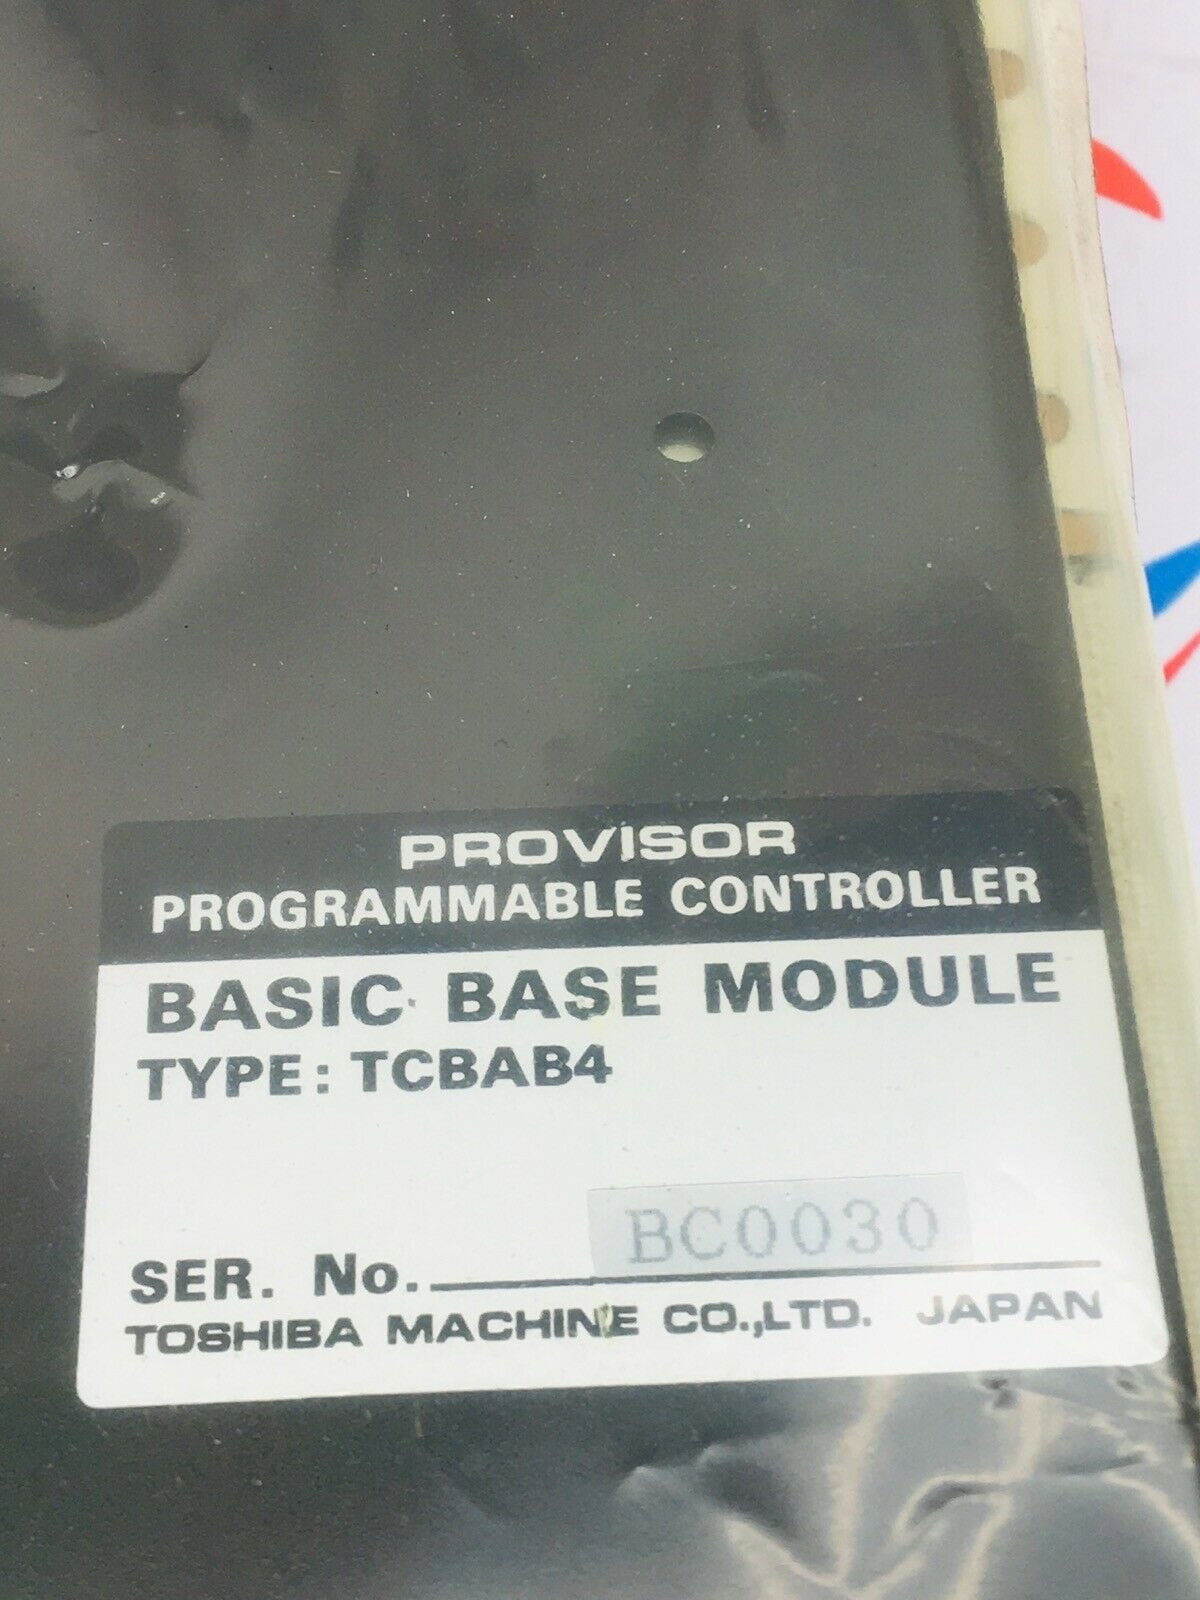 PROVISOR
PROGRAMMABLE CONTROLLER
BASIC BASE MODULE
TYPE: TCBAB4
BC0030
SER. No.
TOSHIBA MACHINE CO.,LTD. JAPAN